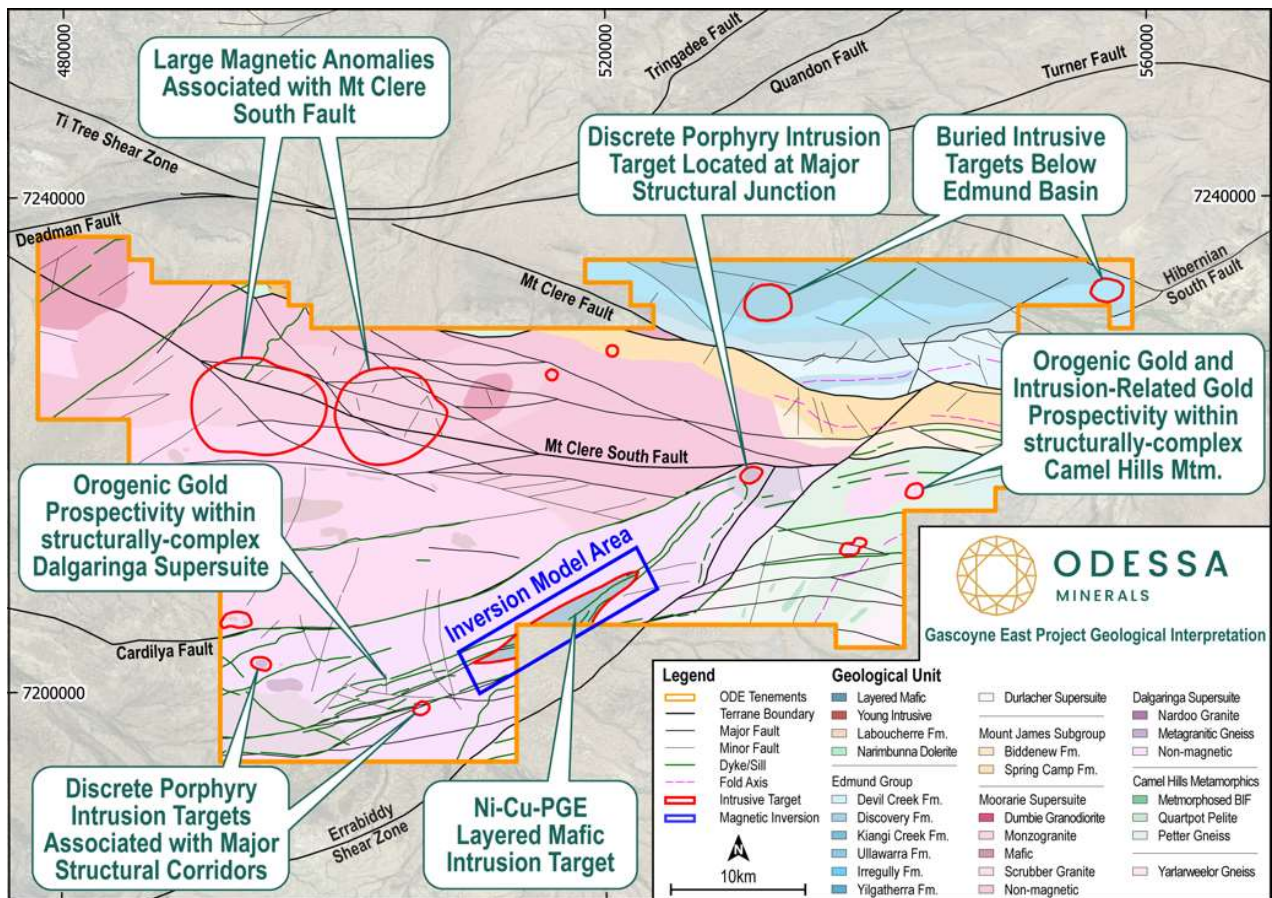 480000
520000
560000
Tringadee Fault
Quandon Fault
Turner Fault
Large Magnetic Anomalies
Associated with Mt Clere
South Fault
Ti Tree Shear Zone
Discrete Porphyry Intrusion
Target Located at Major
Structural Junction
Buried Intrusive
Targets Below
Edmund Basin
7240000
7240000
Deadman Fault
Mt Clere Fault
Hibernian
South Fault
Orogenic Gold and
Intrusion-Related Gold
Prospectivity within
structurally-complex
Camel Hills Mtm.
Mt Clere South Fault
Orogenic Gold
Prospectivity within
structurally-complex
Dalgaringa Supersuite
Inversion Model Area
Cardilya Fault
7200000
Discrete Porphyry
Intrusion Targets
Associated with Major
Structural Corridors
Errabiddy
Shear Zone
Ni-Cu-PGE
Layered Mafic
Intrusion Target
ODESSA
MINERALS
Gascoyne East Project Geological Interpretation
Legend
ODE Tenements
Terrane Boundary
Major Fault
Minor Fault
Dyke/Sill
Fold Axis
Intrusive Target
Magnetic Inversion
N
10km
Geological Unit
Layered Mafic
Young Intrusive
Laboucherre Fm.
Narimbunna Dolerite
Edmund Group
Devil Creek Fm.
Discovery Fm.
Kiangi Creek Fm.
Ullawarra Fm.
Irregully Fm.
Yilgatherra Fm.
Durlacher Supersuite
Mount James Subgroup
Biddenew Fm.
Spring Camp Fm.
Moorarie Supersuite
Dumbie Granodiorite
Monzogranite
Mafic
Scrubber Granite
Non-magnetic
Dalgaringa Supersuite
Nardoo Granite
Metagranitic Gneiss
Non-magnetic
Camel Hills Metamorphics
Metmorphosed BIF
Quartpot Pelite
Petter Gneiss
Yarlarweelor Gneiss